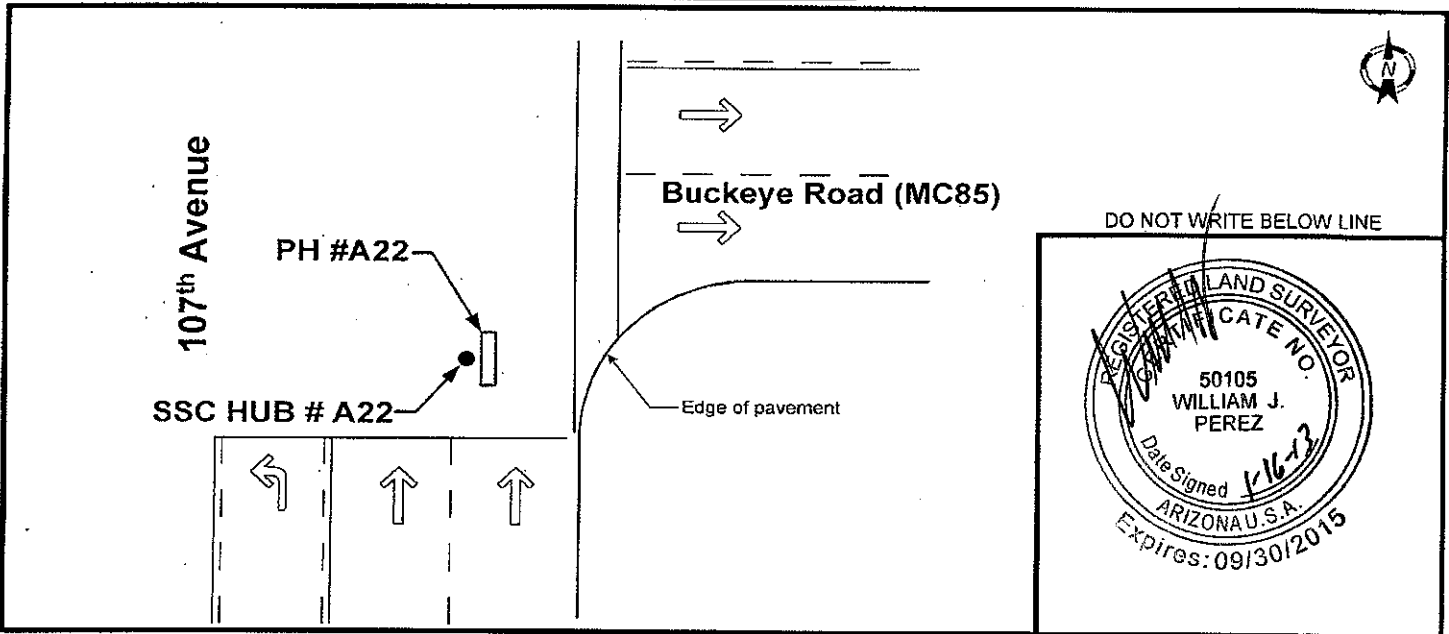 N
107th Avenue
Buckeye Road (MC85)
DO NOT WRITE BELOW LINE
PH #A22
SSC HUB # A22
Edge of pavement
REGISTERED LAND SURVEYOR
CERTIFICATE NO.
50105
WILLIAM J.
PEREZ
Date Signed 1-16-13
ARIZONA U.S.A.
Expires: 09/30/2015